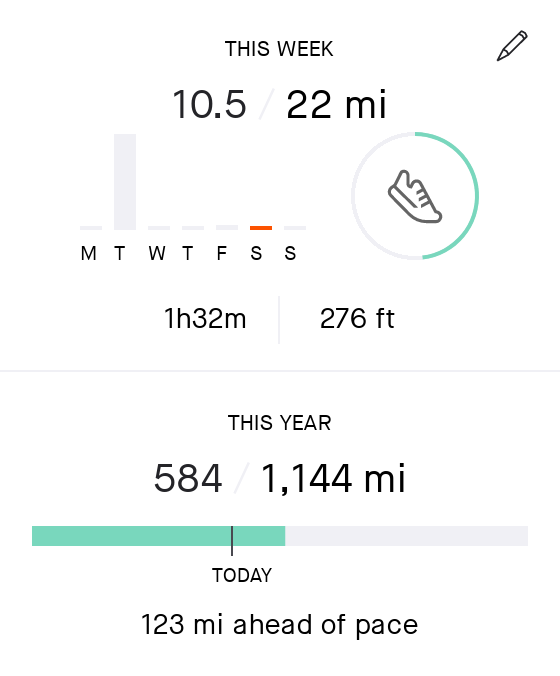 THIS WEEK
10.5 / 22 mi
M T W T F S S
1h32m 276 ft
THIS YEAR
584 / 1,144 mi
TODAY
123 mi ahead of pace